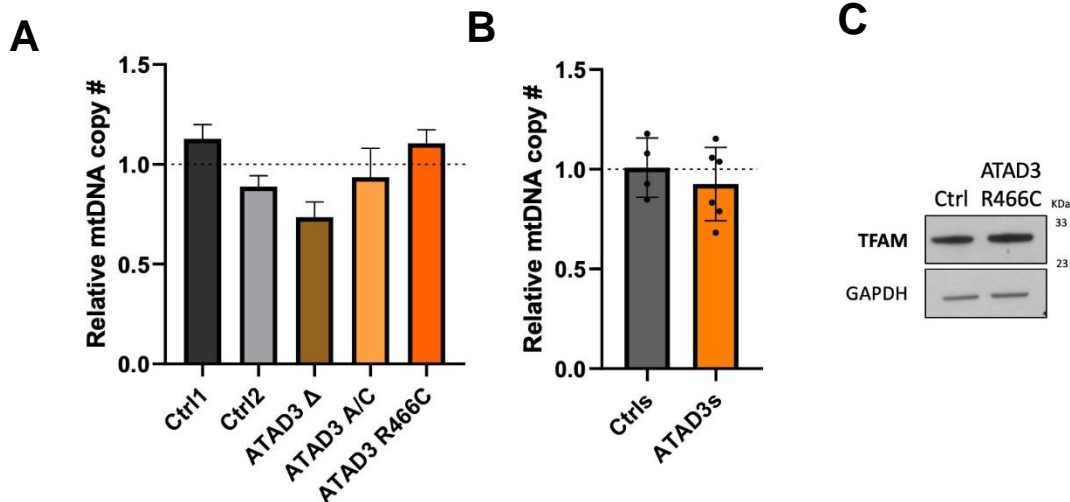 A
Relative mtDNA copy #
1.5
1.0
0.5
0.0
Ctrl1
Ctrl2
ATAD3 Δ
ATAD3 A/C
ATAD3 R466C
B
Relative mtDNA copy #
1.5
1.0
0.5
0.0
Ctrls
ATAD3s
C
ATAD3
Ctrl R466C KDa
33
TFAM
23
GAPDH